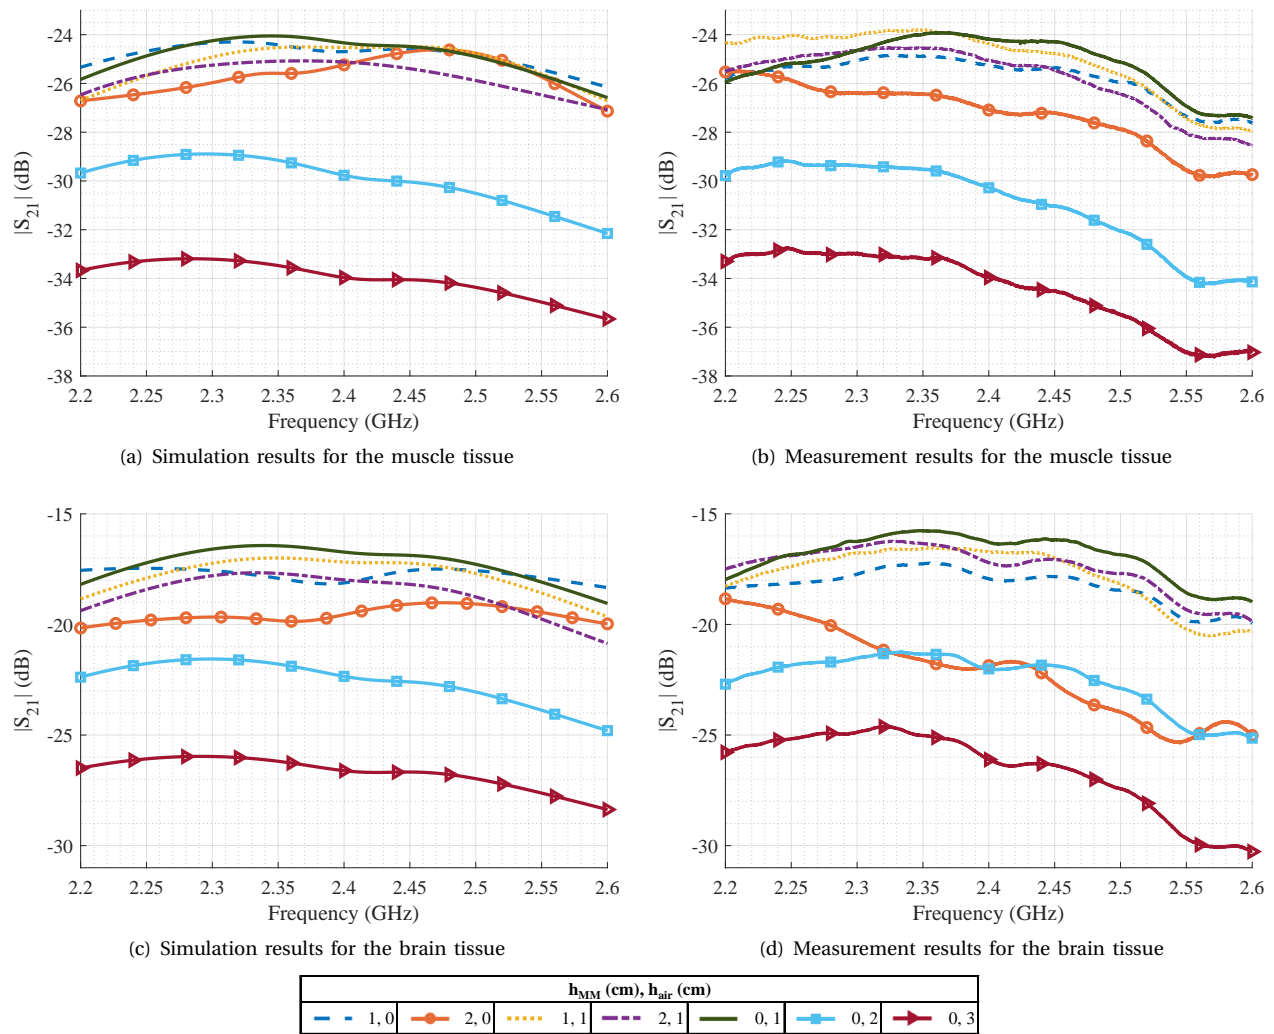 -24
-26
-28
-30
-32
-34
-36
-38
|S21| (dB)
2.2 2.25 2.3 2.35 2.4 2.45 2.5 2.55 2.6
Frequency (GHz)
(a) Simulation results for the muscle tissue
-24
-26
-28
-30
-32
-34
-36
-38
|S21| (dB)
2.2 2.25 2.3 2.35 2.4 2.45 2.5 2.55 2.6
Frequency (GHz)
(b) Measurement results for the muscle tissue
-15
-20
-25
-30
|S21| (dB)
2.2 2.25 2.3 2.35 2.4 2.45 2.5 2.55 2.6
Frequency (GHz)
(c) Simulation results for the brain tissue
-15
-20
-25
-30
|S21| (dB)
2.2 2.25 2.3 2.35 2.4 2.45 2.5 2.55 2.6
Frequency (GHz)
(d) Measurement results for the brain tissue
hMM (cm), hair (cm)
1, 0 2, 0 1, 1 2, 1 0, 1 0, 2 0, 3